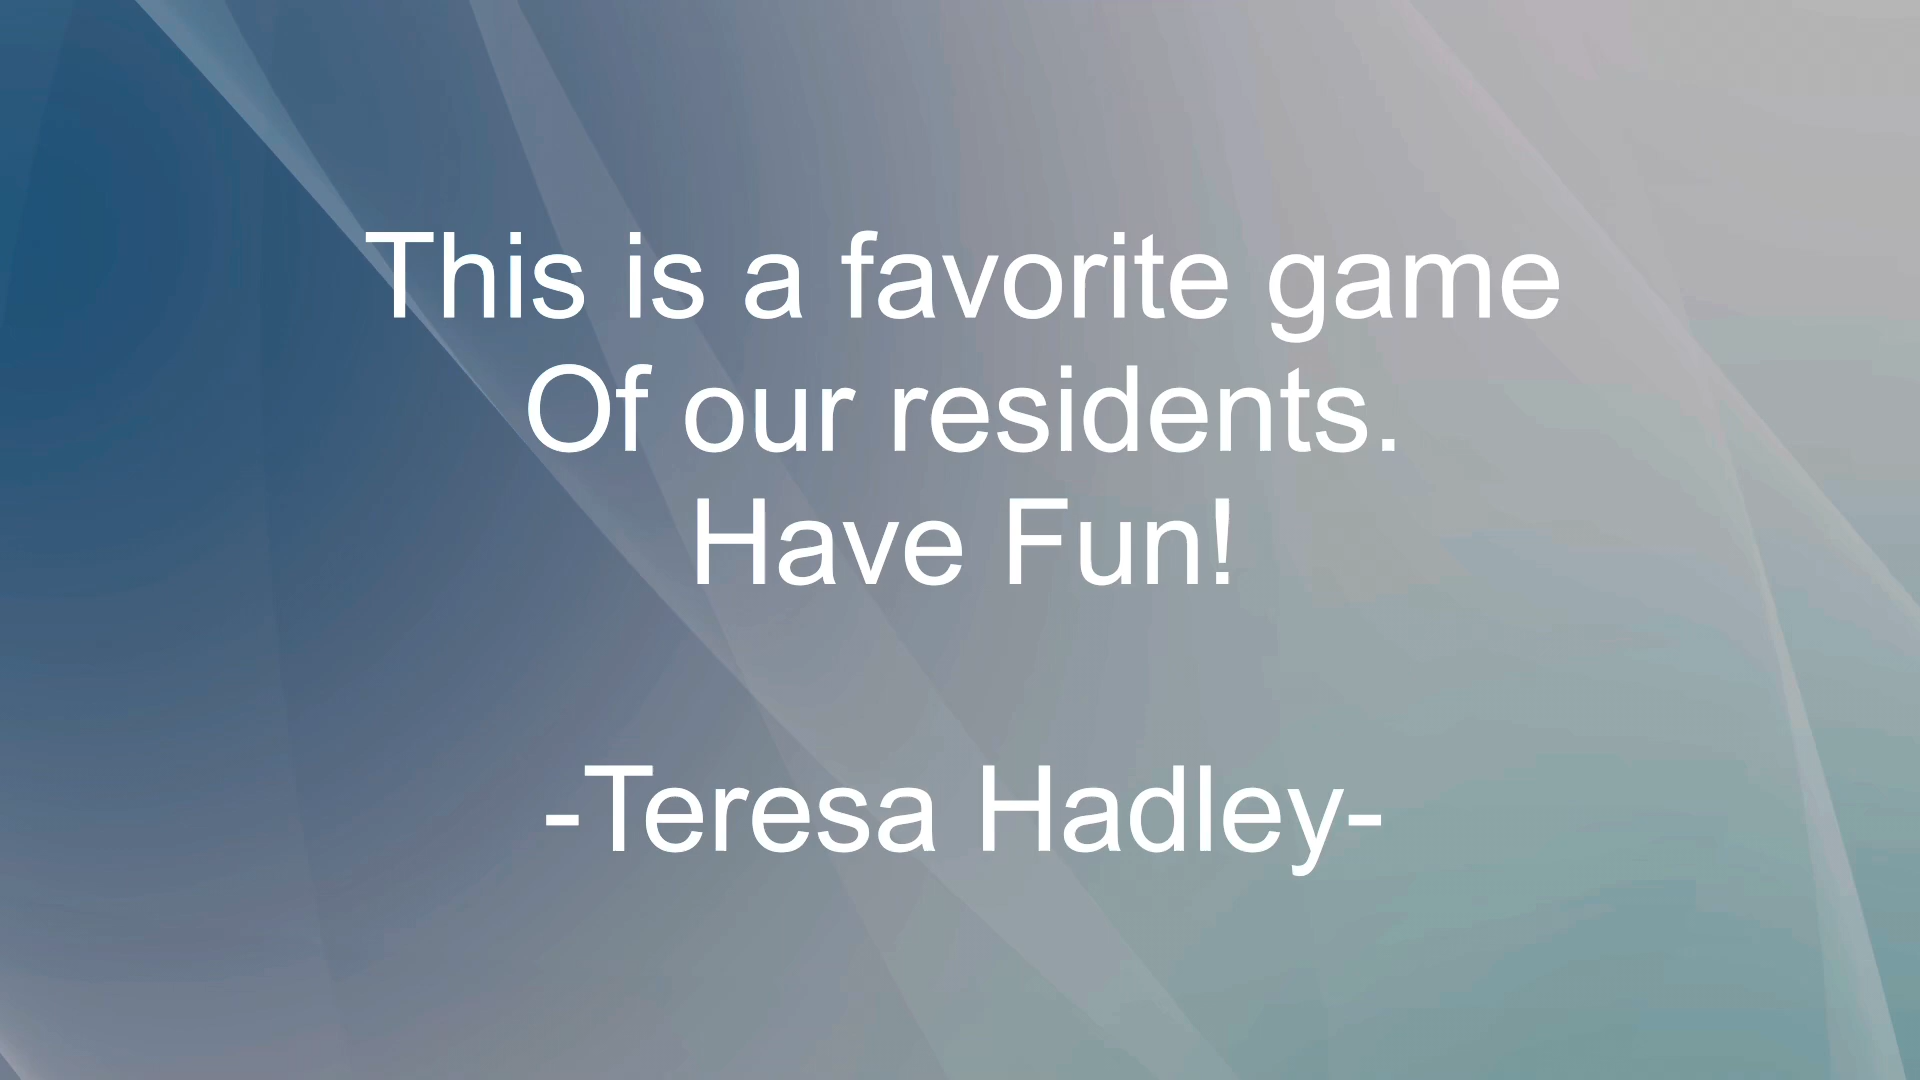 This is a favorite game
Of our residents.
Have Fun!
-Teresa Hadley-